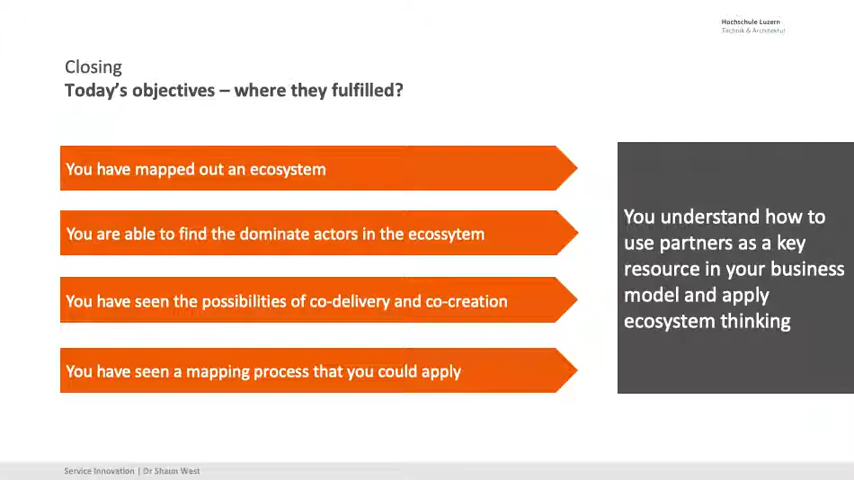 Hochschule Luzern
Technik & Architektur
Closing
Today's objectives – where they fulfilled?
You have mapped out an ecosystem
You are able to find the dominate actors in the ecossytem
You have seen the possibilities of co-delivery and co-creation
You have seen a mapping process that you could apply
You understand how to
use partners as a key
resource in your business
model and apply
ecosystem thinking
Service Innovation | Dr Shaun West